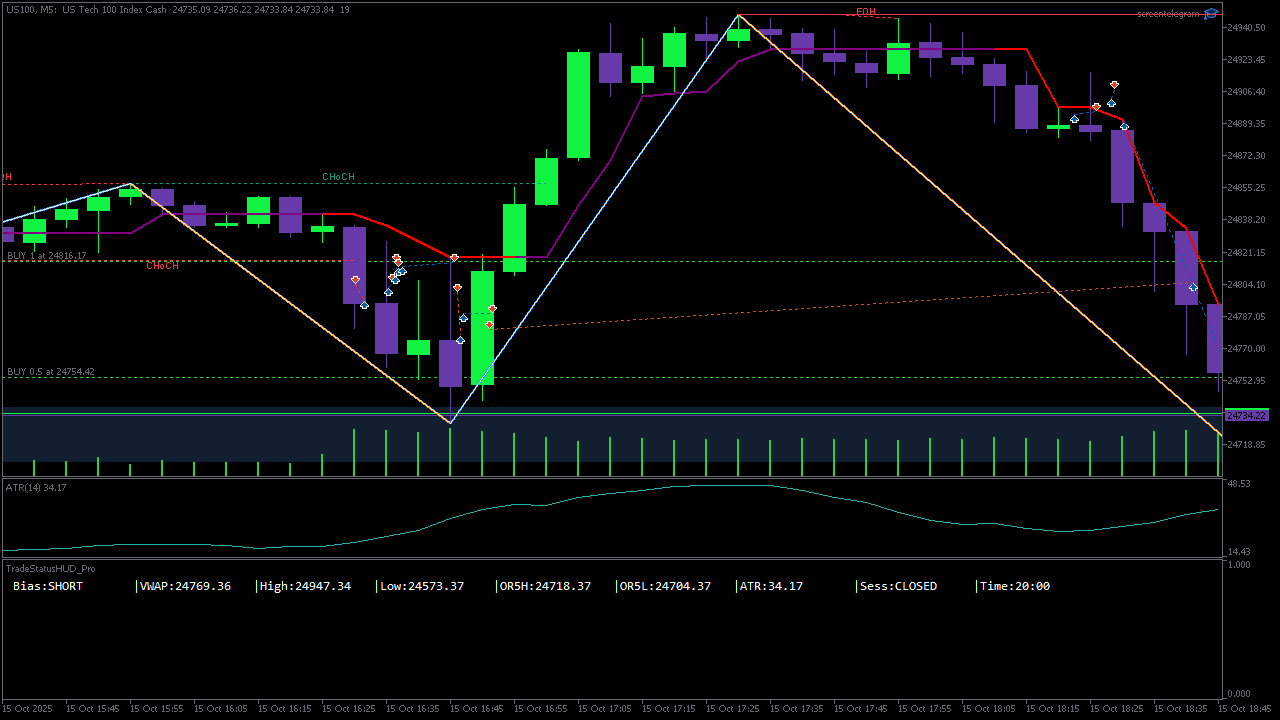 US100, M5:  US Tech 100 Index Cash  24735.09 24736.22 24733.84 24733.84  19
screentelegram
EQH
24940.50
24923.45
24906.40
24889.35
24872.30
24855.25
24838.20
24821.15
24804.10
24787.05
24770.00
24752.95
24734.22
24718.85
H
CHoCH
BUY 1 at 24816.17
CHoCH
BUY 0.5 at 24754.42
ATR(14) 34.17
48.53
14.43
TradeStatusHUD_Pro
1.000
Bias:SHORT |VWAP:24769.36 |High:24947.34 |Low:24573.37 |OR5H:24718.37 |OR5L:24704.37 |ATR:34.17 |Sess:CLOSED |Time:20:00
0.000
15 Oct 2025 15 Oct 15:45 15 Oct 15:55 15 Oct 16:05 15 Oct 16:15 15 Oct 16:25 15 Oct 16:35 15 Oct 16:45 15 Oct 16:55 15 Oct 17:05 15 Oct 17:15 15 Oct 17:25 15 Oct 17:35 15 Oct 17:45 15 Oct 17:55 15 Oct 18:05 15 Oct 18:15 15 Oct 18:25 15 Oct 18:35 15 Oct 18:45